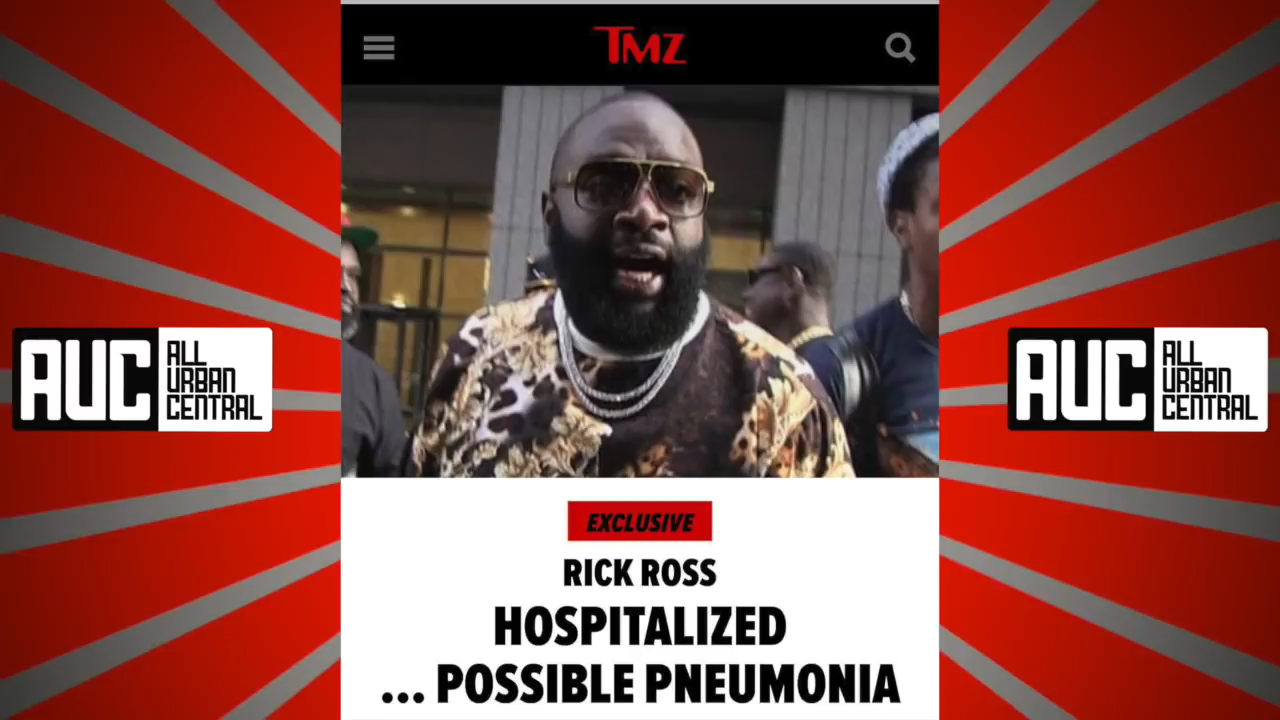 TMZ
AUC
ALL
URBAN
CENTRAL
AUC
ALL
URBAN
CENTRAL
EXCLUSIVE
RICK ROSS
HOSPITALIZED
... POSSIBLE PNEUMONIA